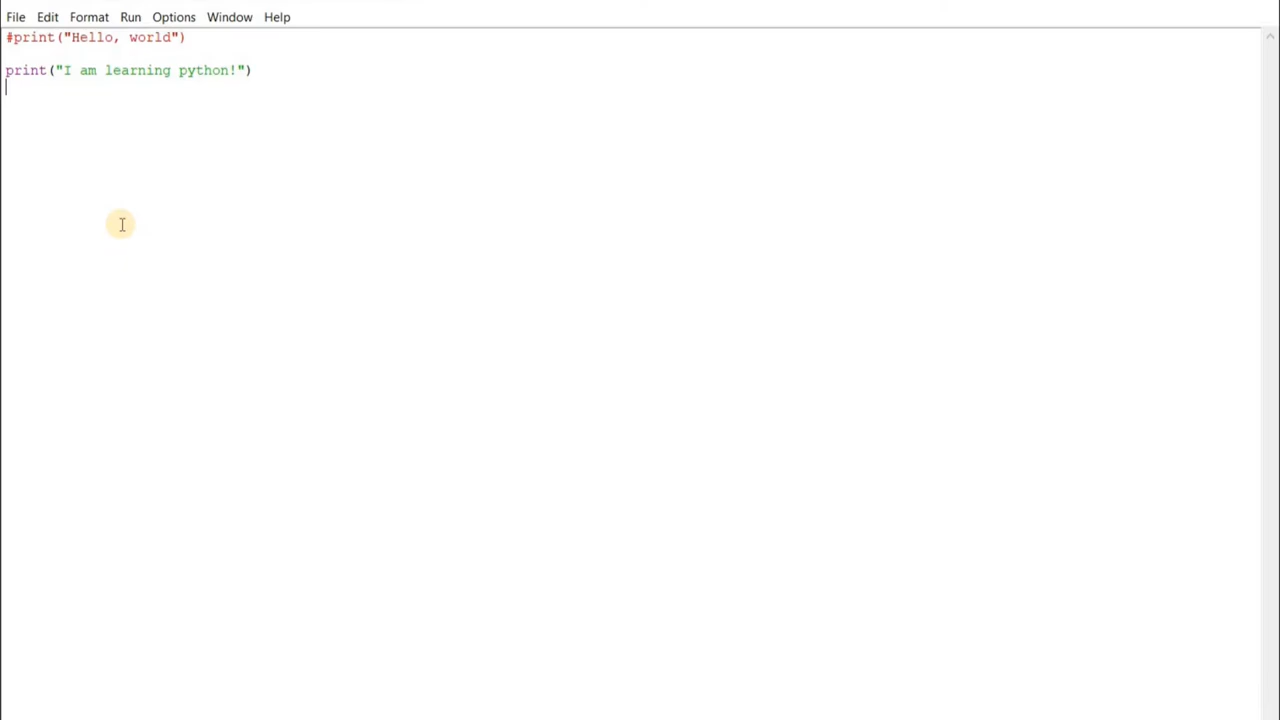 File Edit Format Run Options Window Help
#print("Hello, world")
print("I am learning python!")